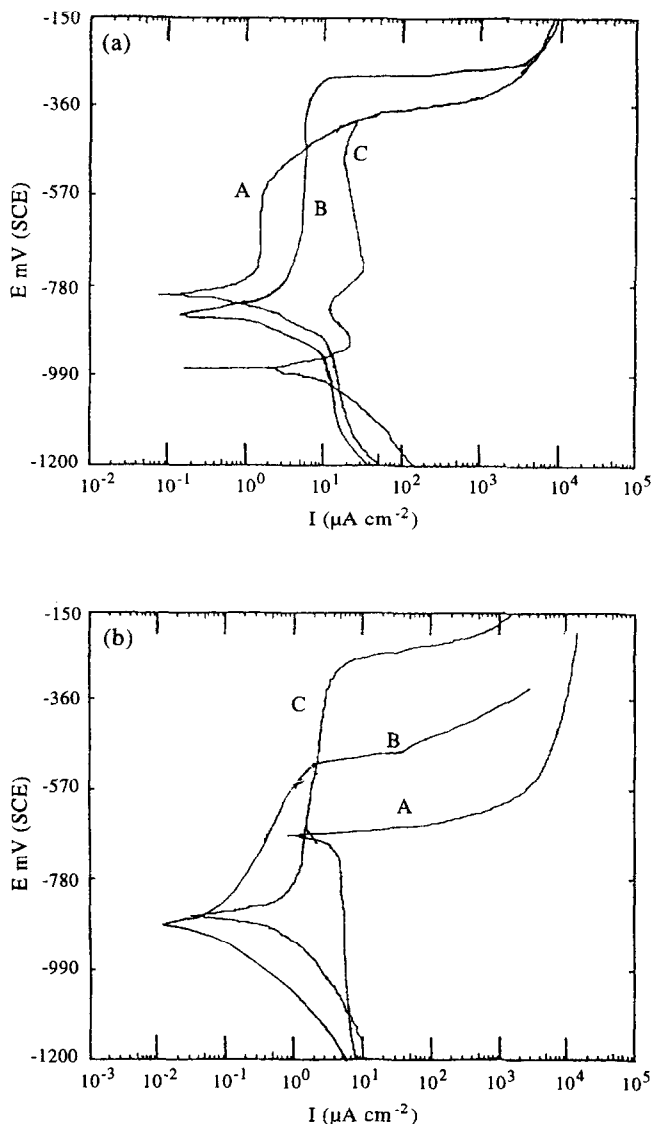 -150
(a)
-360
C
A
-570
B
E mV (SCE)
-780
-990
-1200
10^-2 10^-1 10^0 10^1 10^2 10^3 10^4 10^5
I (μA cm^-2)
-150
(b)
-360
C
B
-570
A
E mV (SCE)
-780
-990
-1200
10^-3 10^-2 10^-1 10^0 10^1 10^2 10^3 10^4 10^5
I (μA cm^-2)